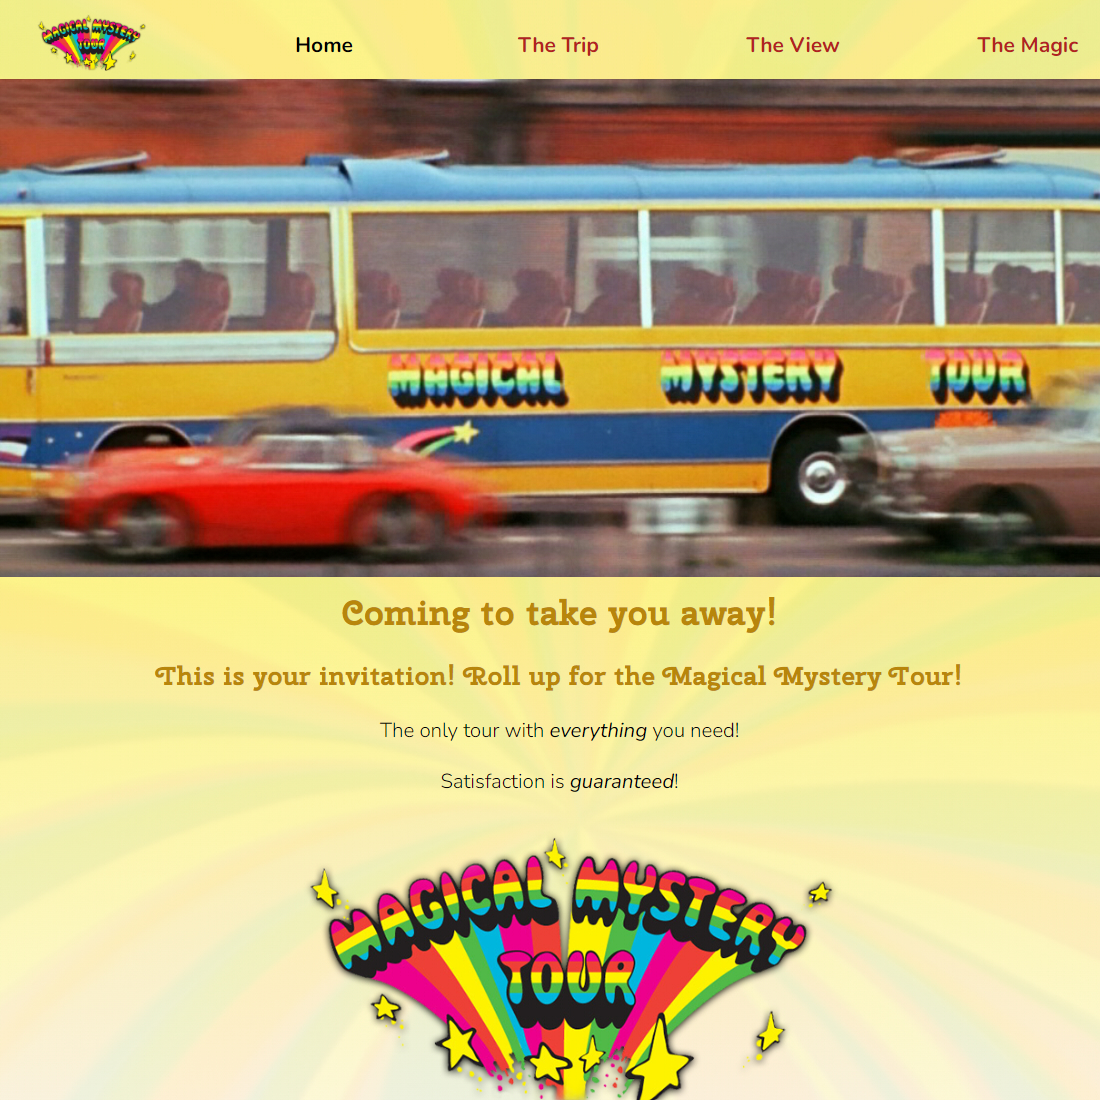 MAGICAL MYSTERY
TOUR
Home The Trip The View The Magic
MAGICAL MYSTERY TOUR
Coming to take you away!
This is your invitation! Roll up for the Magical Mystery Tour!
The only tour with everything you need!
Satisfaction is guaranteed!
MAGICAL MYSTERY
TOUR